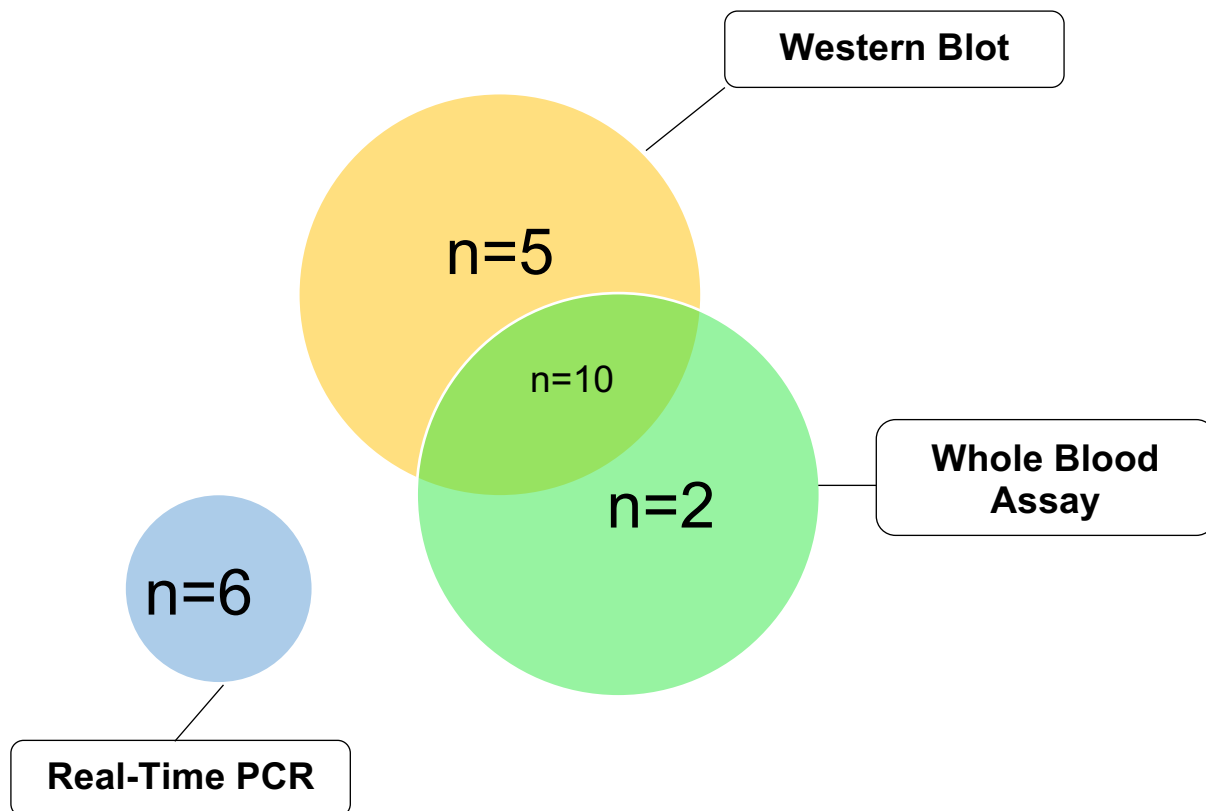 Western Blot
n=5
n=10
Whole Blood
Assay
n=2
n=6
Real-Time PCR